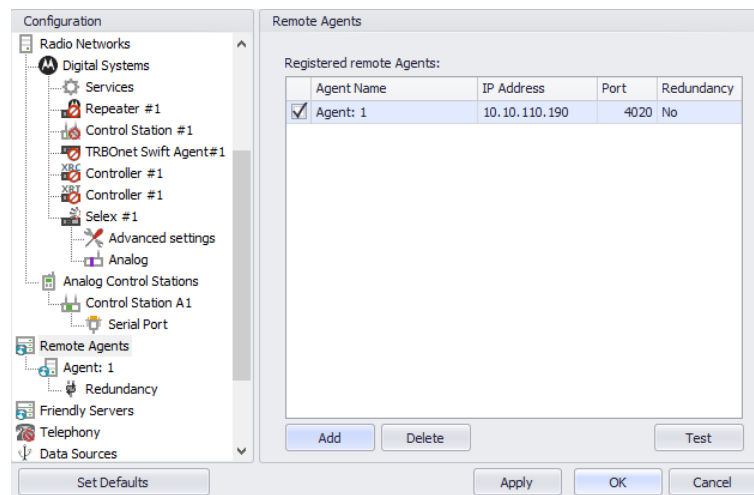 Configuration
Radio Networks
Digital Systems
Services
Repeater #1
Control Station #1
TRBOnet Swift Agent#1
XRC
Controller #1
XRT
Controller #1
Selex #1
Advanced settings
Analog
Analog Control Stations
Control Station A1
Serial Port
Remote Agents
Agent: 1
Redundancy
Friendly Servers
Telephony
Data Sources
Set Defaults
Remote Agents
Registered remote Agents:
Agent Name IP Address Port Redundancy
Agent: 1 10.10.110.190 4020 No
Add Delete Test
Apply OK Cancel